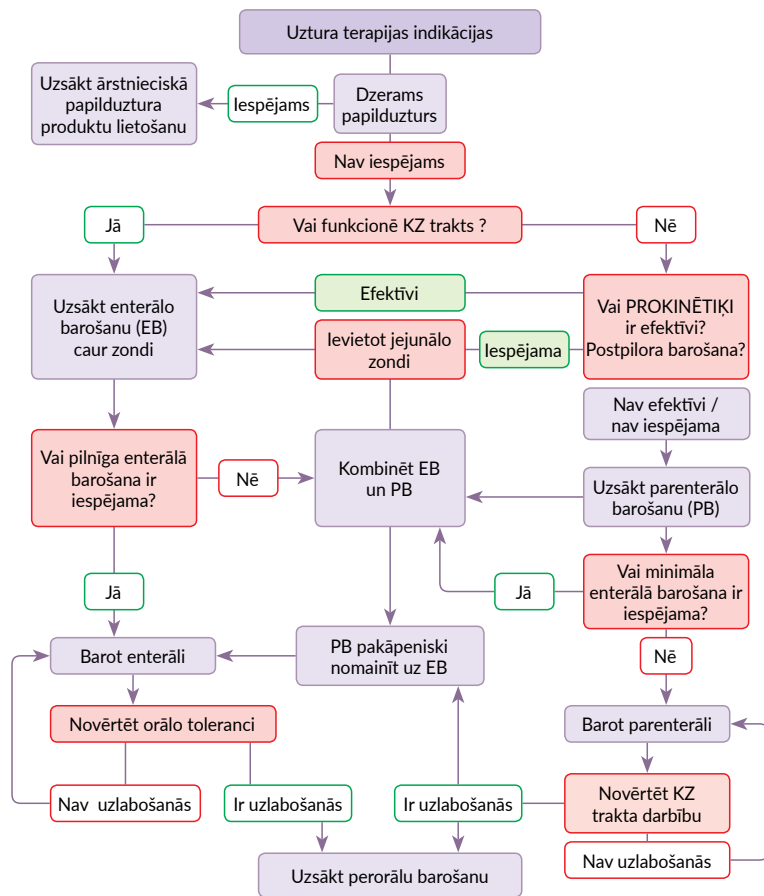 Uztura terapijas indikācijas
Uzsākt ārstnieciskā
papilduztura
produktu lietošanu
Iespējams
Dzerams
papilduzturs
Nav iespējams
Jā
Vai funkcionē KZ trakts ?
Nē
Uzsākt enterālo
barošanu (EB)
caur zondi
Efektīvi
Vai PROKINĒTIĶI
ir efektīvi?
Postpilora barošana?
Ievietot jejunālo
zondi
Iespējama
Nav efektīvi /
nav iespējama
Vai pilnīga enterālā
barošana ir
iespējama?
Nē
Kombinēt EB
un PB
Uzsākt parenterālo
barošanu (PB)
Jā
Jā
Vai minimāla
enterālā barošana ir
iespējama?
Barot enterāli
PB pakāpeniski
nomainīt uz EB
Nē
Novērtēt orālo toleranci
Barot parenterāli
Nav uzlabošanās
Ir uzlabošanās
Ir uzlabošanās
Novērtēt KZ
trakta darbību
Nav uzlabošanās
Uzsākt perorālu barošanu